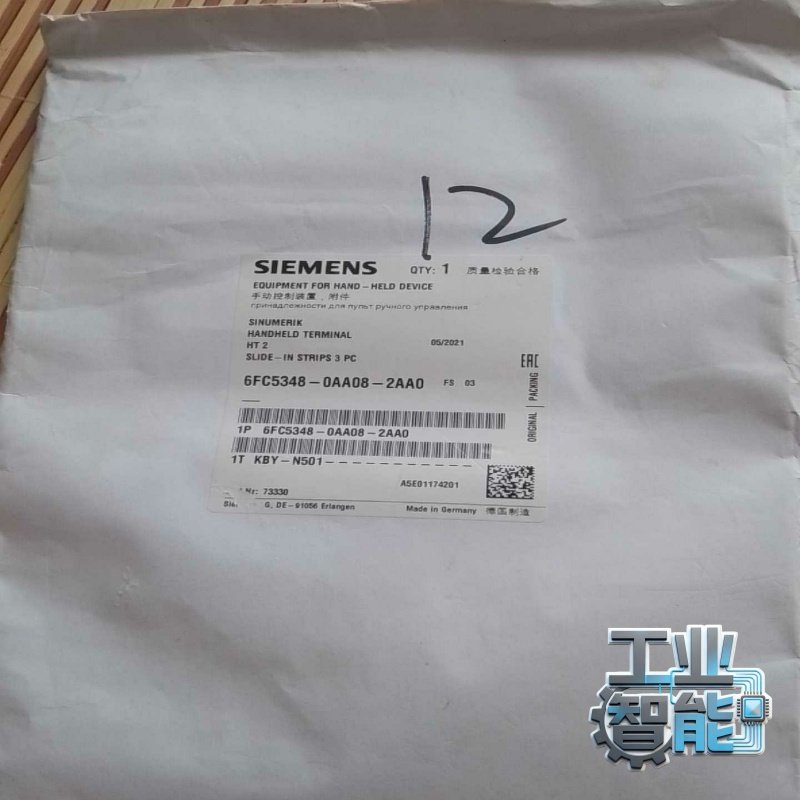 12
SIEMENS QTY: 1 质量检验合格
EQUIPMENT FOR HAND-HELD DEVICE
手动控制装置, 附件
принадлежности для пульт ручного управления
SINUMERIK
HANDHELD TERMINAL
HT 2 05/2021
SLIDE-IN STRIPS 3 PC
6FC5348-0AA08-2AA0 FS 03
EAC
ORIGINAL PACKING
1P 6FC5348-0AA08-2AA0
1T KBY-N501-----------
A5E01174201
Nr: 73330
G, DE-91056 Erlangen Made in Germany 德国制造
工业
智能